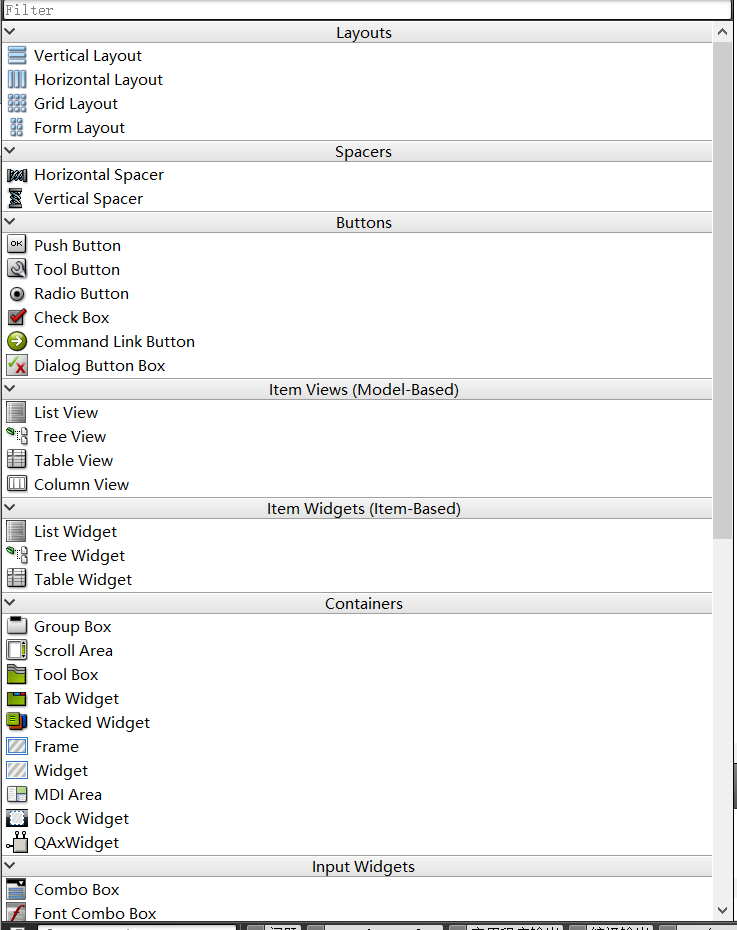 Filter
Layouts
Vertical Layout
Horizontal Layout
Grid Layout
Form Layout
Spacers
Horizontal Spacer
Vertical Spacer
Buttons
OK
Push Button
Tool Button
Radio Button
Check Box
Command Link Button
Dialog Button Box
Item Views (Model-Based)
List View
Tree View
Table View
Column View
Item Widgets (Item-Based)
List Widget
Tree Widget
Table Widget
Containers
Group Box
Scroll Area
Tool Box
Tab Widget
Stacked Widget
Frame
Widget
MDI Area
Dock Widget
QAxWidget
Input Widgets
Combo Box
Font Combo Box